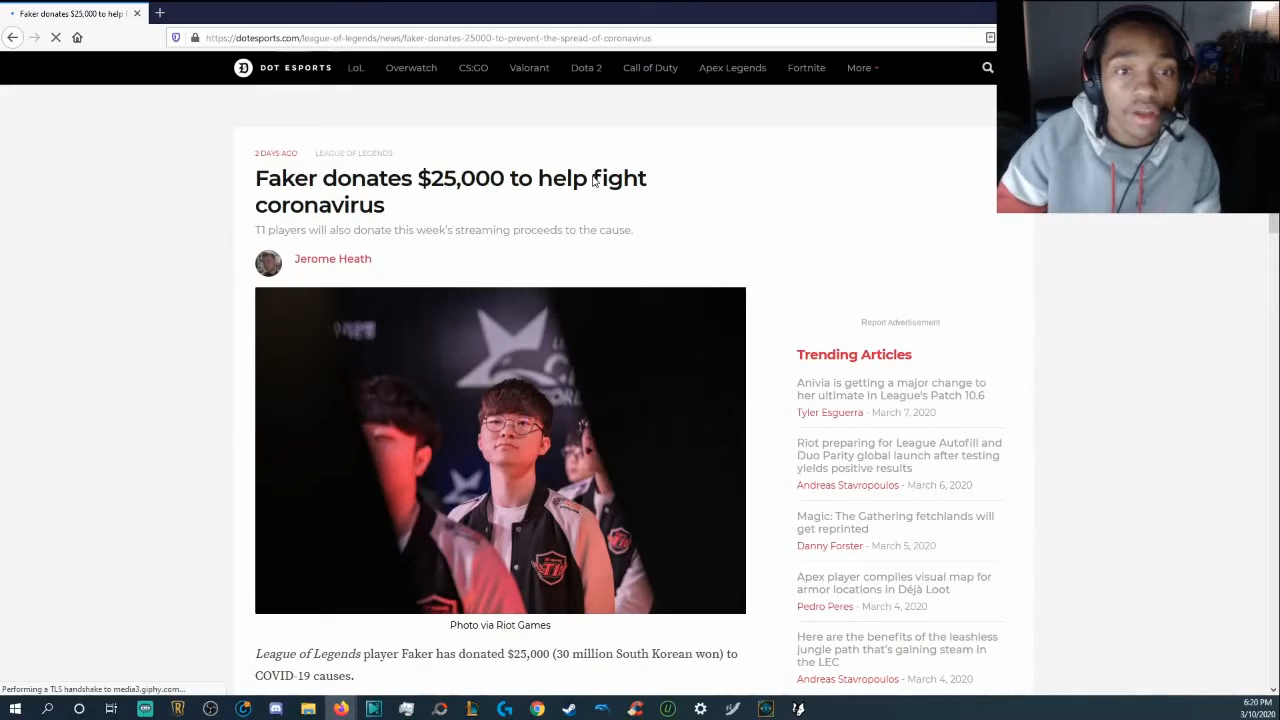 Faker donates $25,000 to help f
https://dotesports.com/league-of-legends/news/faker-donates-25000-to-prevent-the-spread-of-coronavirus
DOT ESPORTS LoL Overwatch CS:GO Valorant Dota 2 Call of Duty Apex Legends Fortnite More
2 DAYS AGO LEAGUE OF LEGENDS
Faker donates $25,000 to help fight
coronavirus
T1 players will also donate this week's streaming proceeds to the cause.
Jerome Heath
T1
Photo via Riot Games
League of Legends player Faker has donated $25,000 (30 million South Korean won) to
COVID-19 causes.
Report Advertisement
Trending Articles
Anivia is getting a major change to
her ultimate in League's Patch 10.6
Tyler Esguerra - March 7, 2020
Riot preparing for League Autofill and
Duo Parity global launch after testing
yields positive results
Andreas Stavropoulos - March 6, 2020
Magic: The Gathering fetchlands will
get reprinted
Danny Forster - March 5, 2020
Apex player compiles visual map for
armor locations in Déjà Loot
Pedro Peres - March 4, 2020
Here are the benefits of the leashless
jungle path that's gaining steam in
the LEC
Andreas Stavropoulos - March 4, 2020
Performing a TLS handshake to media3.giphy.com...
6:20 PM
3/10/2020